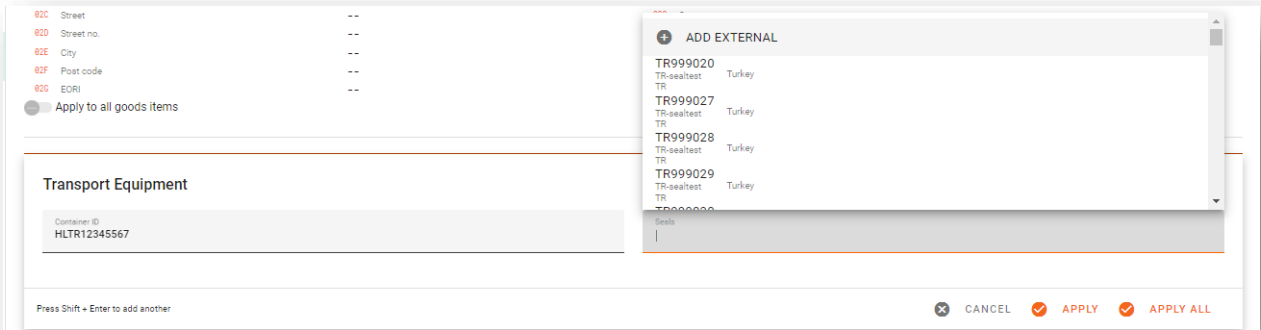 02C Street --
02D Street no. --
02E City --
02F Post code --
02G EORI --
Apply to all goods items
ADD EXTERNAL
TR999020
TR-sealtest Turkey
TR
TR999027
TR-sealtest Turkey
TR
TR999028
TR-sealtest Turkey
TR
TR999029
TR-sealtest Turkey
TR
Transport Equipment
Container ID
HLTR12345567
Seals
Press Shift + Enter to add another
CANCEL APPLY APPLY ALL